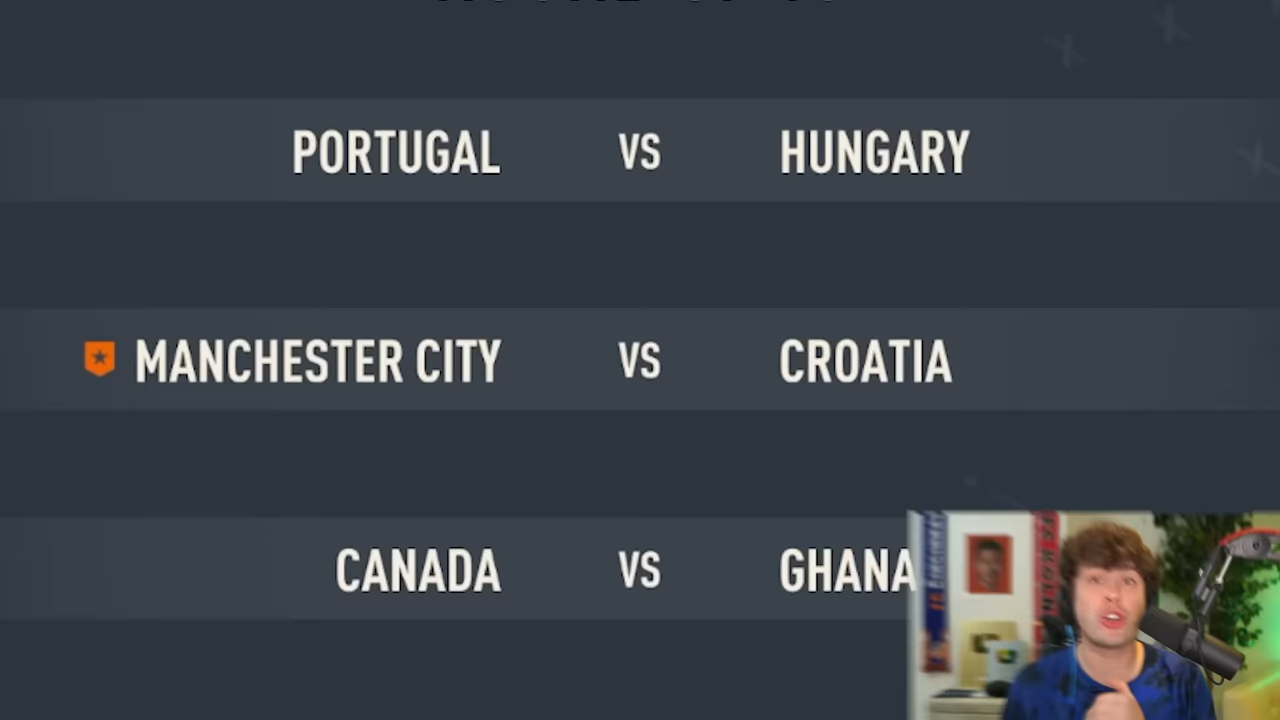 PORTUGAL VS HUNGARY
MANCHESTER CITY VS CROATIA
CANADA VS GHANA